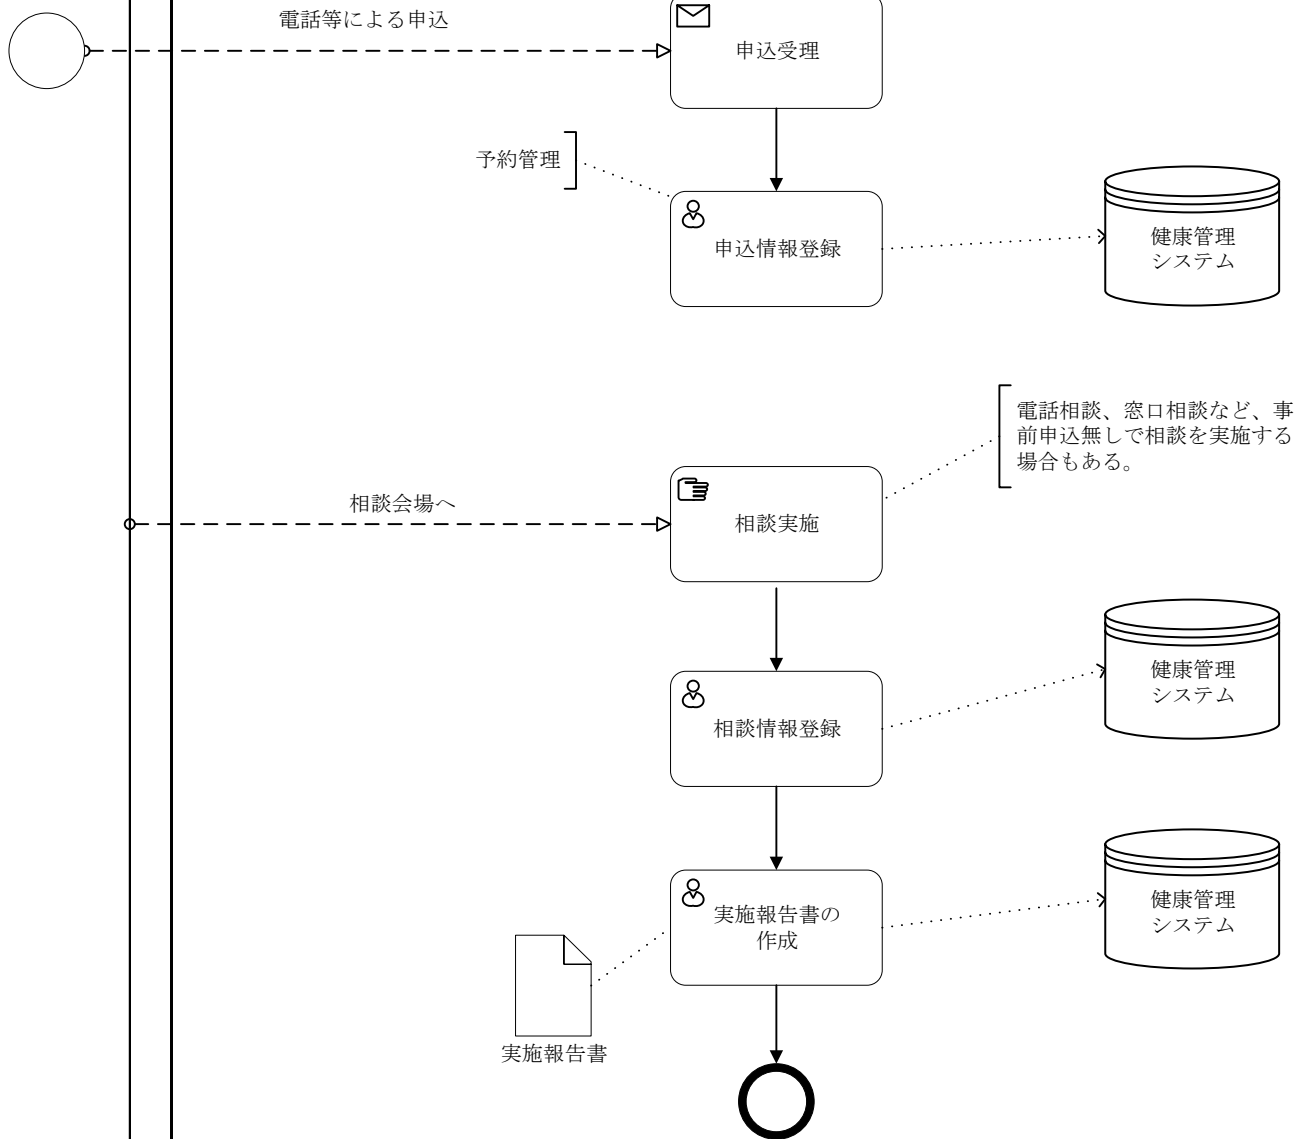 電話等による申込
申込受理
予約管理
申込情報登録
健康管理
システム
電話相談、窓口相談など、事
前申込無しで相談を実施する
場合もある。
相談会場へ
相談実施
健康管理
システム
相談情報登録
健康管理
システム
実施報告書の
作成
実施報告書